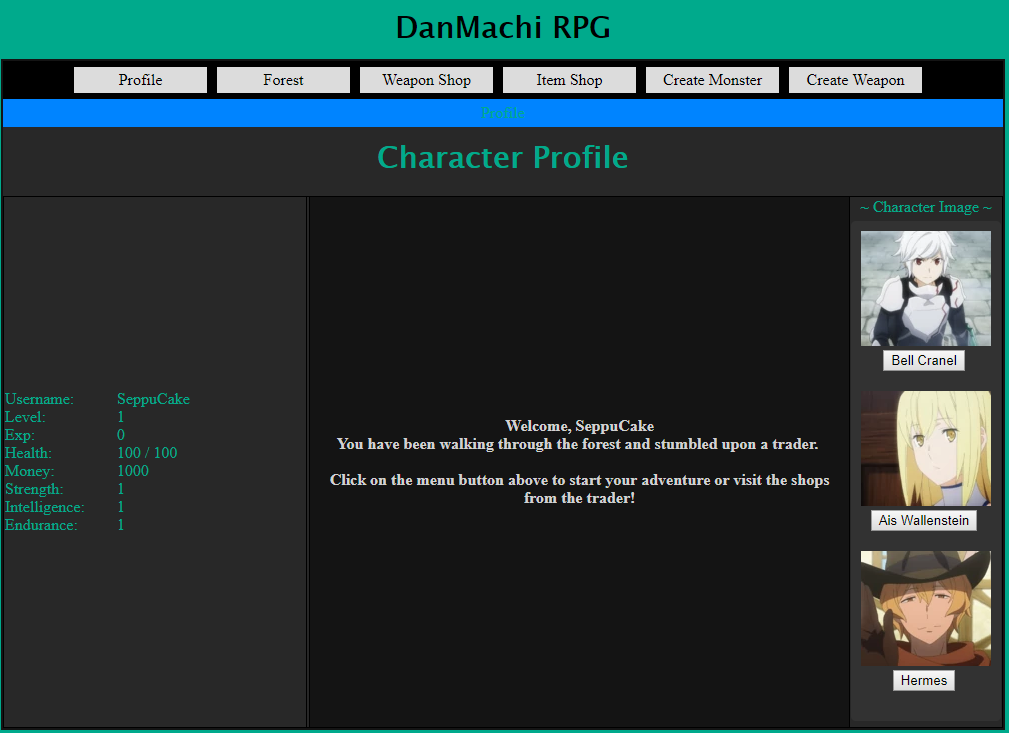 DanMachi RPG
Profile Forest Weapon Shop Item Shop Create Monster Create Weapon
Profile
Character Profile
Username: SeppuCake
Level: 1
Exp: 0
Health: 100 / 100
Money: 1000
Strength: 1
Intelligence: 1
Endurance: 1
Welcome, SeppuCake
You have been walking through the forest and stumbled upon a trader.
Click on the menu button above to start your adventure or visit the shops
from the trader!
~ Character Image ~
Bell Cranel
Ais Wallenstein
Hermes